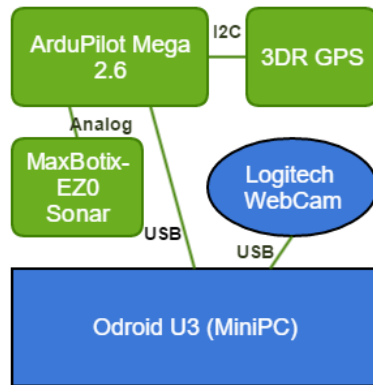 ArduPilot Mega
2.6
I2C
3DR GPS
Analog
MaxBotix-
EZ0
Sonar
Logitech
WebCam
USB
USB
Odroid U3 (MiniPC)